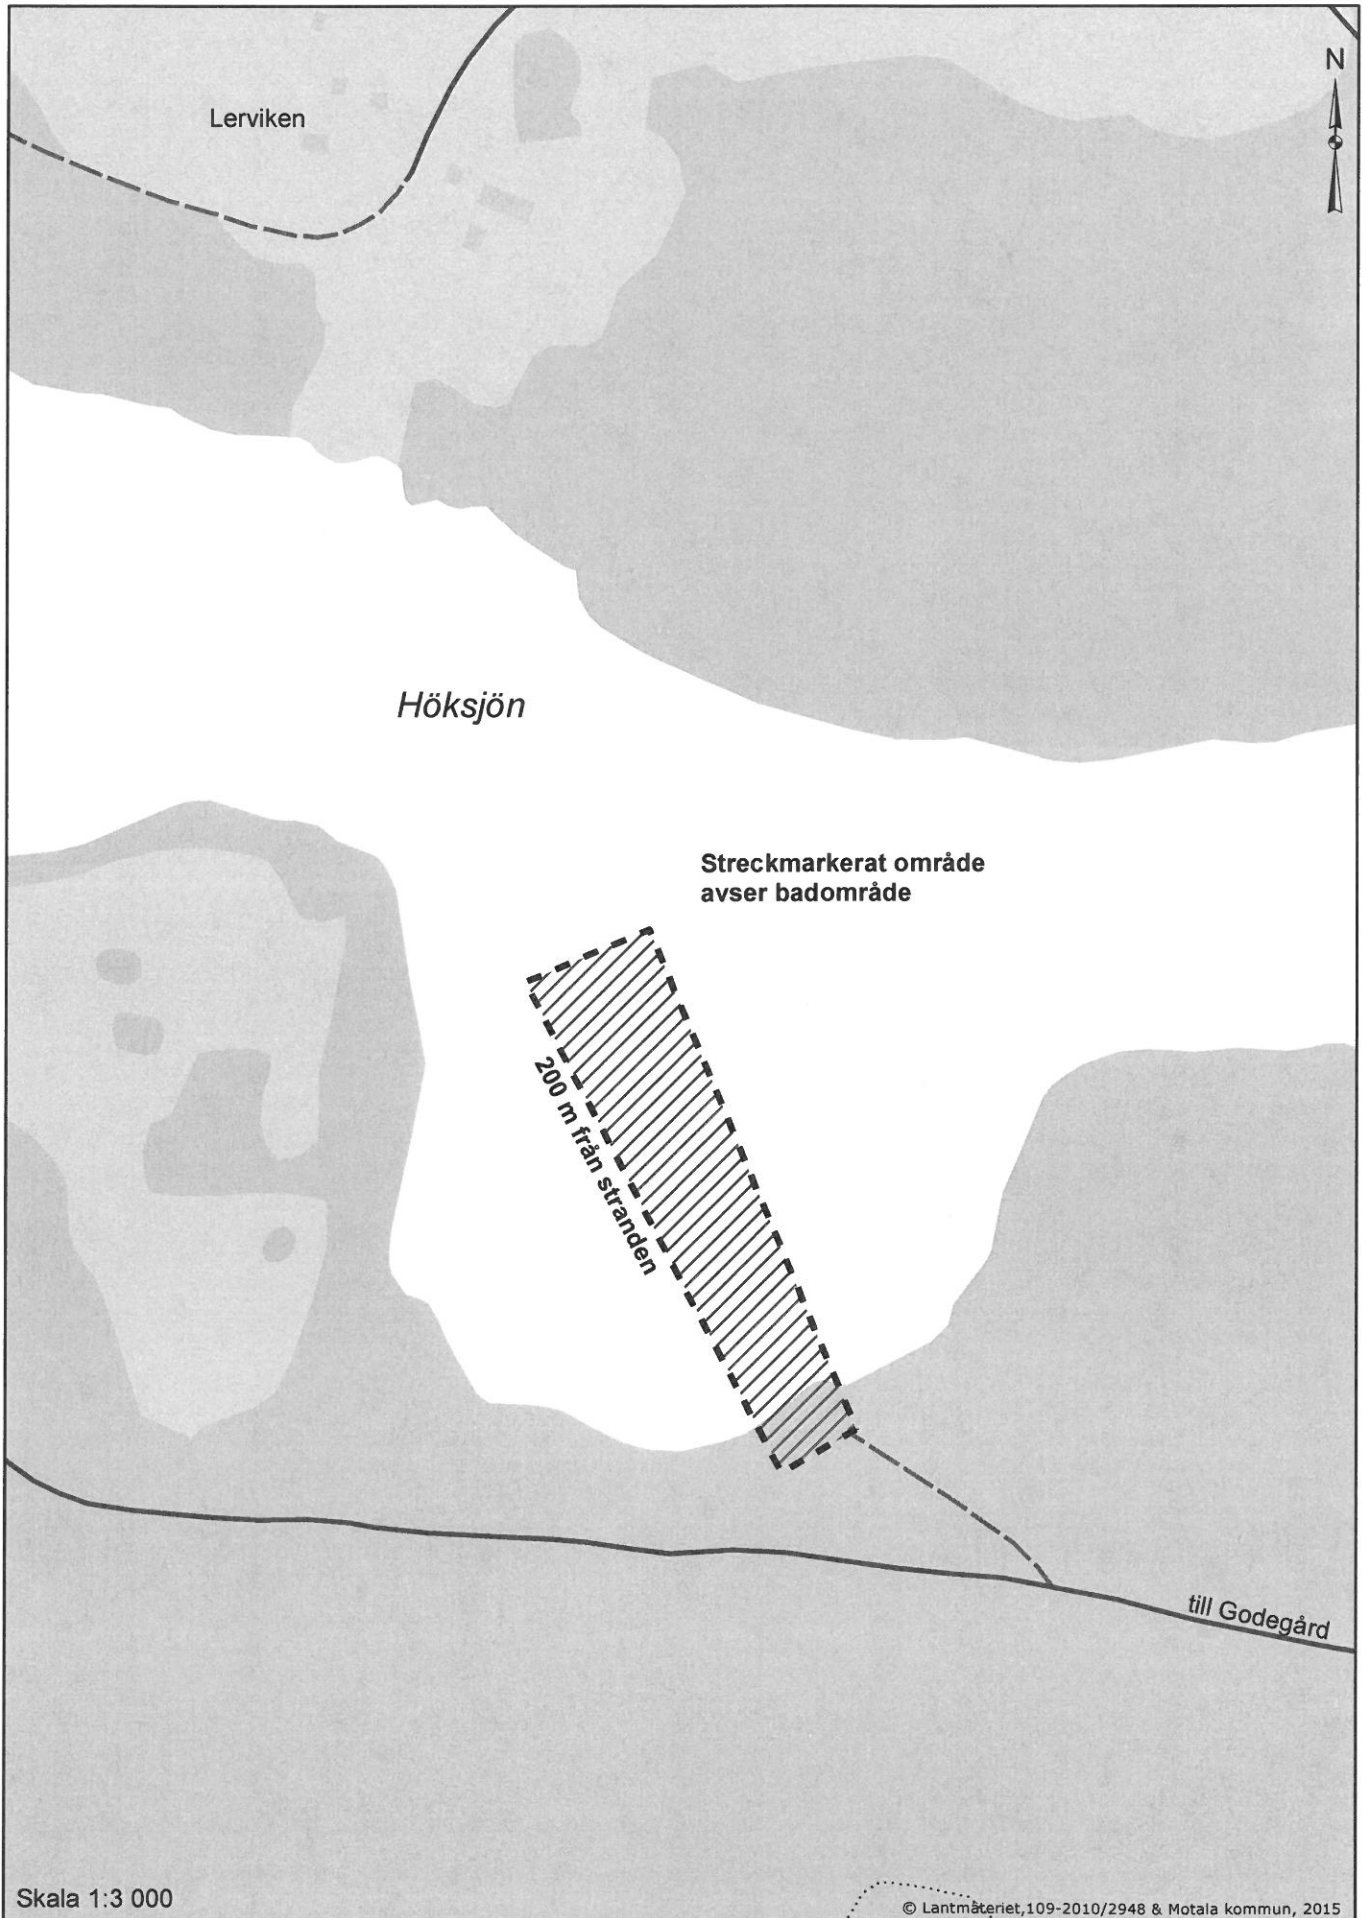 N
Lerviken
Höksjön
Streckmarkerat område
avser badområde
200 m från stranden
till Godegård
Skala 1:3 000
© Lantmäteriet,109-2010/2948 & Motala kommun, 2015